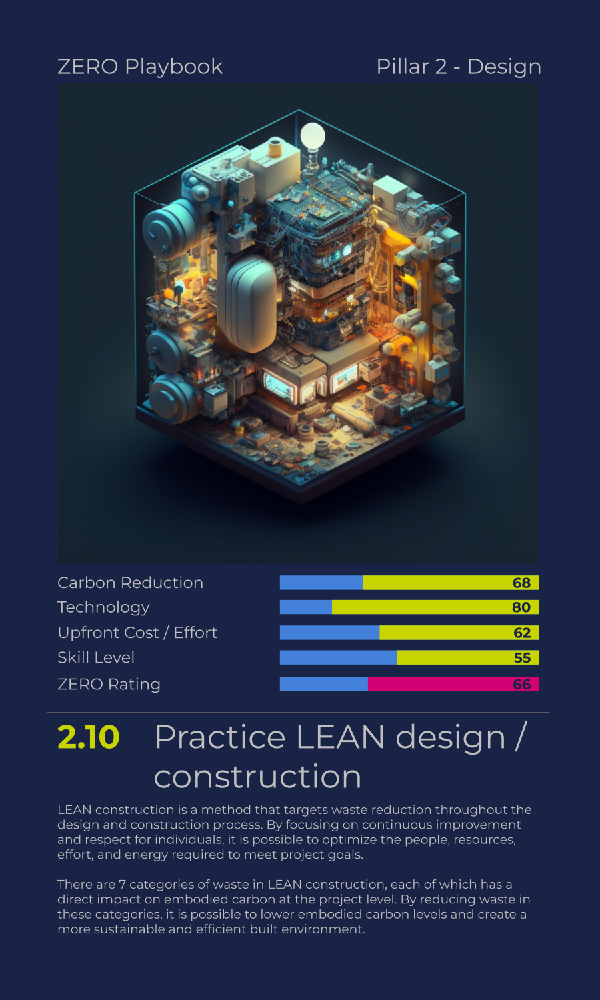 ZERO Playbook
Pillar 2 - Design
Carbon Reduction 68
Technology 80
Upfront Cost / Effort 62
Skill Level 55
ZERO Rating 66
2.10 Practice LEAN design /
construction
LEAN construction is a method that targets waste reduction throughout the
design and construction process. By focusing on continuous improvement
and respect for individuals, it is possible to optimize the people, resources,
effort, and energy required to meet project goals.
There are 7 categories of waste in LEAN construction, each of which has a
direct impact on embodied carbon at the project level. By reducing waste in
these categories, it is possible to lower embodied carbon levels and create a
more sustainable and efficient built environment.